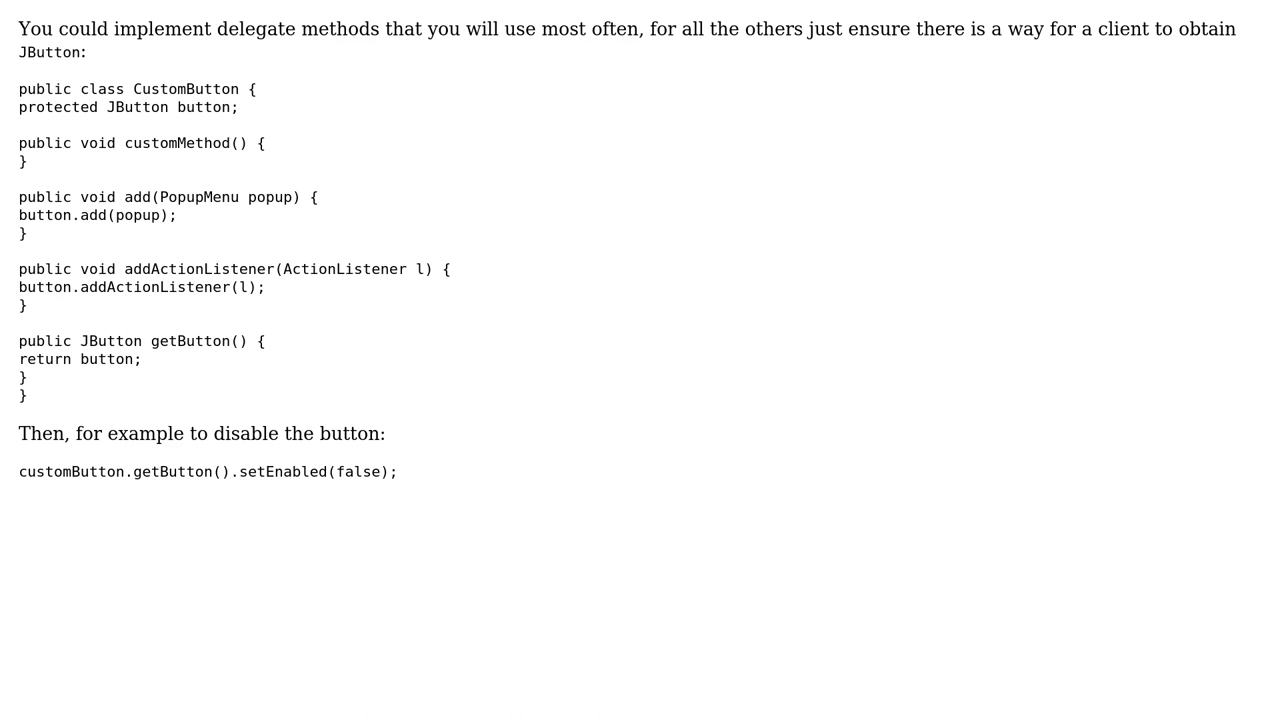 You could implement delegate methods that you will use most often, for all the others just ensure there is a way for a client to obtain
JButton:
public class CustomButton {
protected JButton button;
public void customMethod() {
}
public void add(PopupMenu popup) {
button.add(popup);
}
public void addActionListener(ActionListener l) {
button.addActionListener(l);
}
public JButton getButton() {
return button;
}
}
Then, for example to disable the button:
customButton.getButton().setEnabled(false);